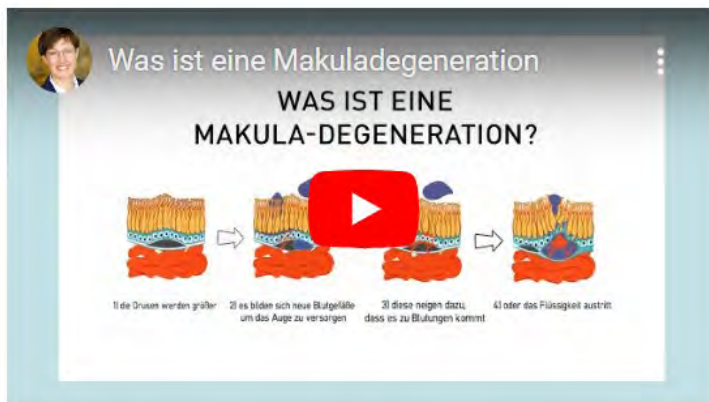 Was ist eine Makuladegeneration
WAS IST EINE
MAKULA-DEGENERATION?
1) die Drusen werden größer
2) es bilden sich neue Blutgefäße
um das Auge zu versorgen
3) diese neigen dazu,
dass es zu Blutungen kommt
4) oder das Flüssigkeit austritt